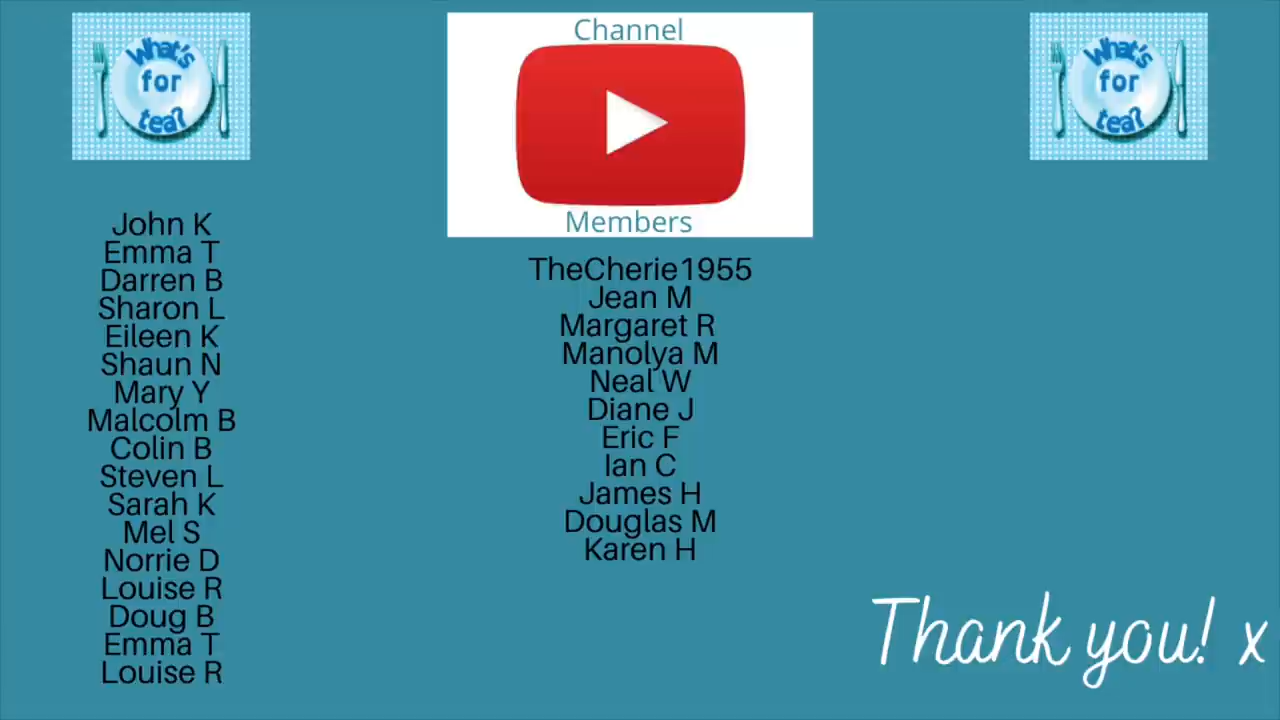 What's
for
tea?
Channel
Members
What's
for
tea?
John K
Emma T
Darren B
Sharon L
Eileen K
Shaun N
Mary Y
Malcolm B
Colin B
Steven L
Sarah K
Mel S
Norrie D
Louise R
Doug B
Emma T
Louise R
TheCherie1955
Jean M
Margaret R
Manolya M
Neal W
Diane J
Eric F
Ian C
James H
Douglas M
Karen H
Thank you! x